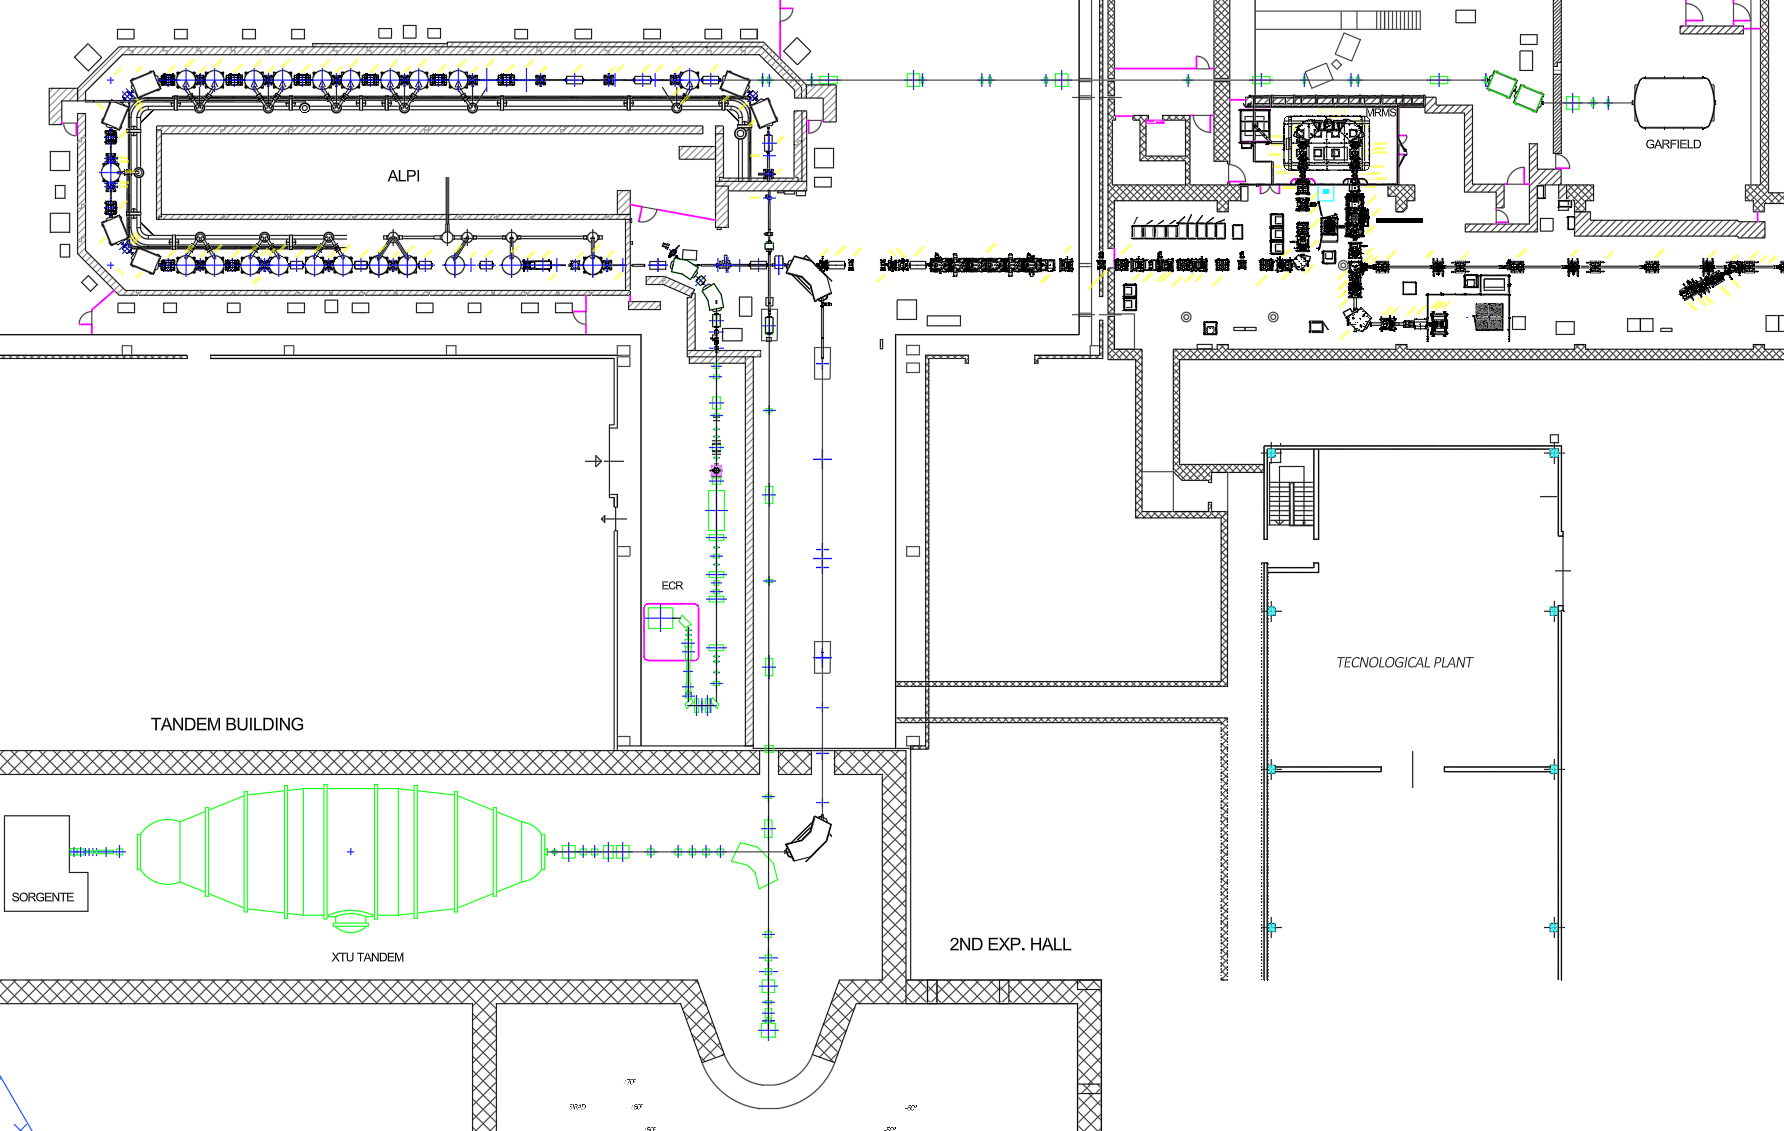 MRMS
GARFIELD
ALPI
ECR
TECNOLOGICAL PLANT
TANDEM BUILDING
SORGENTE
2ND EXP. HALL
XTU TANDEM